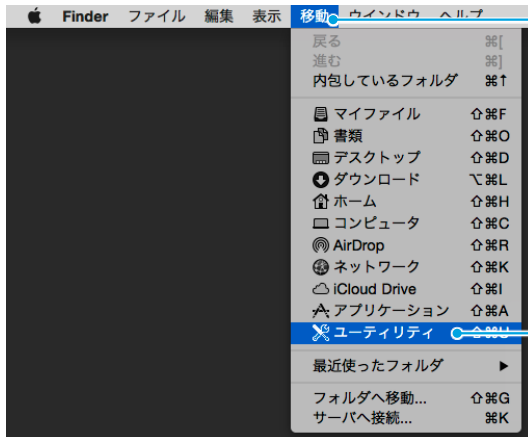 Finder ファイル 編集 表示 移動 ウインドウ ヘルプ
戻る ⌘[
進む ⌘]
内包しているフォルダ ⌘↑
マイファイル ⇧⌘F
書類 ⇧⌘O
デスクトップ ⇧⌘D
ダウンロード ⌥⌘L
ホーム ⇧⌘H
コンピュータ ⇧⌘C
AirDrop ⇧⌘R
ネットワーク ⇧⌘K
iCloud Drive ⇧⌘I
アプリケーション ⇧⌘A
ユーティリティ ⇧⌘U
最近使ったフォルダ ▶
フォルダへ移動... ⇧⌘G
サーバへ接続... ⌘K